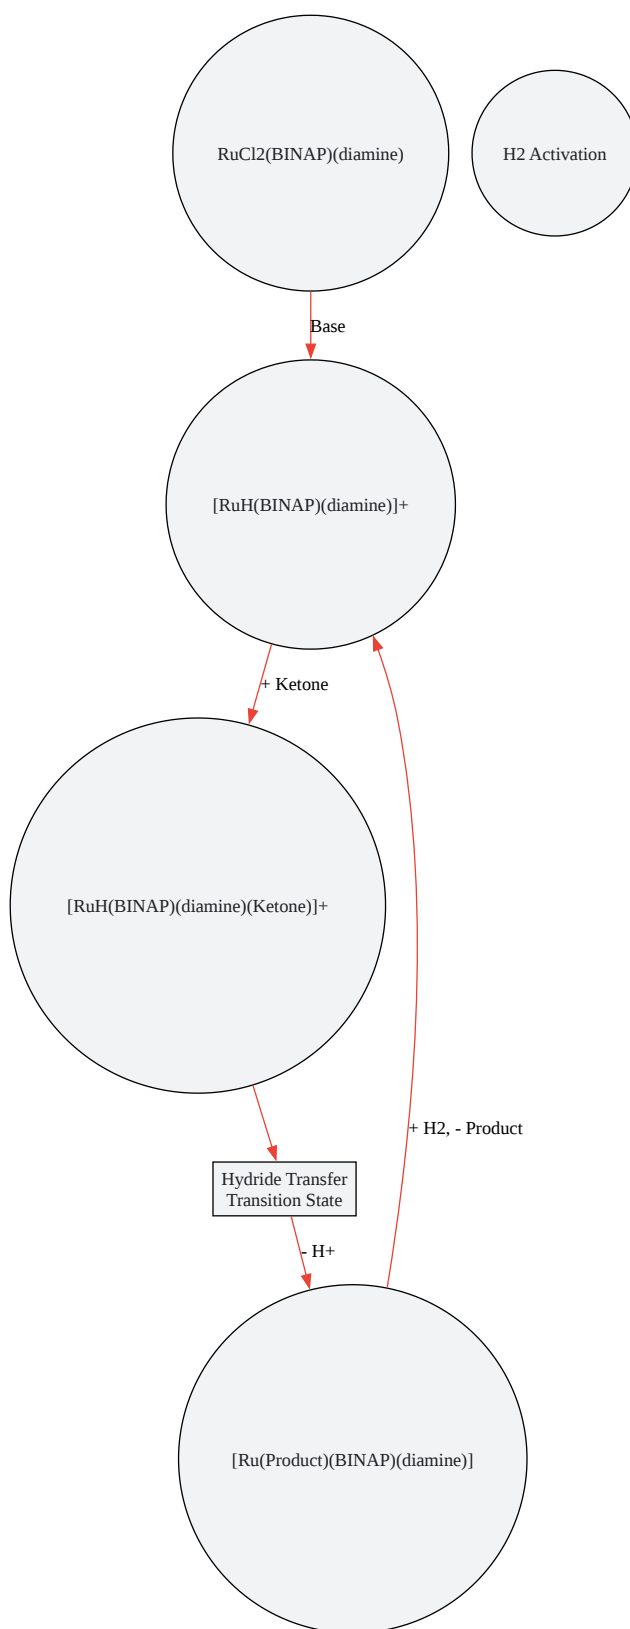 RuCl2(BINAP)(diamine)
H2 Activation
Base
[RuH(BINAP)(diamine)]+
+ Ketone
[RuH(BINAP)(diamine)(Ketone)]+
+ H2, - Product
Hydride Transfer
Transition State
- H+
[Ru(Product)(BINAP)(diamine)]